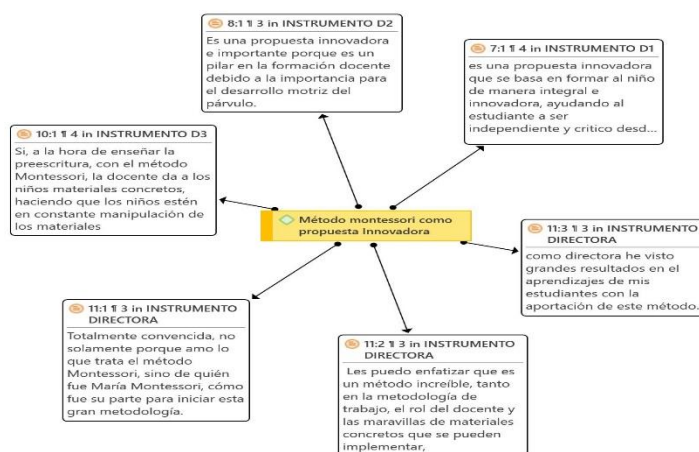 8:1 ¶ 3 in INSTRUMENTO D2
Es una propuesta innovadora
e importante porque es un
pilar en la formación docente
debido a la importancia para
el desarrollo motriz del
párvulo.
7:1 ¶ 4 in INSTRUMENTO D1
es una propuesta innovadora
que se basa en formar al niño
de manera integral e
innovadora, ayudando al
estudiante a ser
independiente y critico desd...
10:1 ¶ 4 in INSTRUMENTO D3
Si, a la hora de enseñar la
preescritura, con el método
Montessori, la docente da a los
niños materiales concretos,
haciendo que los niños estén
en constante manipulación de
los materiales
Método montessori como
propuesta Innovadora
11:3 ¶ 3 in INSTRUMENTO
DIRECTORA
como directora he visto
grandes resultados en el
aprendizajes de mis
estudiantes con la
aportación de este método.
11:1 ¶ 3 in INSTRUMENTO
DIRECTORA
Totalmente convencida, no
solamente porque amo lo
que trata el método
Montessori, sino de quién
fue María Montessori, cómo
fue su parte para iniciar esta
gran metodología.
11:2 ¶ 3 in INSTRUMENTO
DIRECTORA
Les puedo enfatizar que es
un método increíble, tanto
en la metodología de
trabajo, el rol del docente y
las maravillas de materiales
concretos que se pueden
implementar,